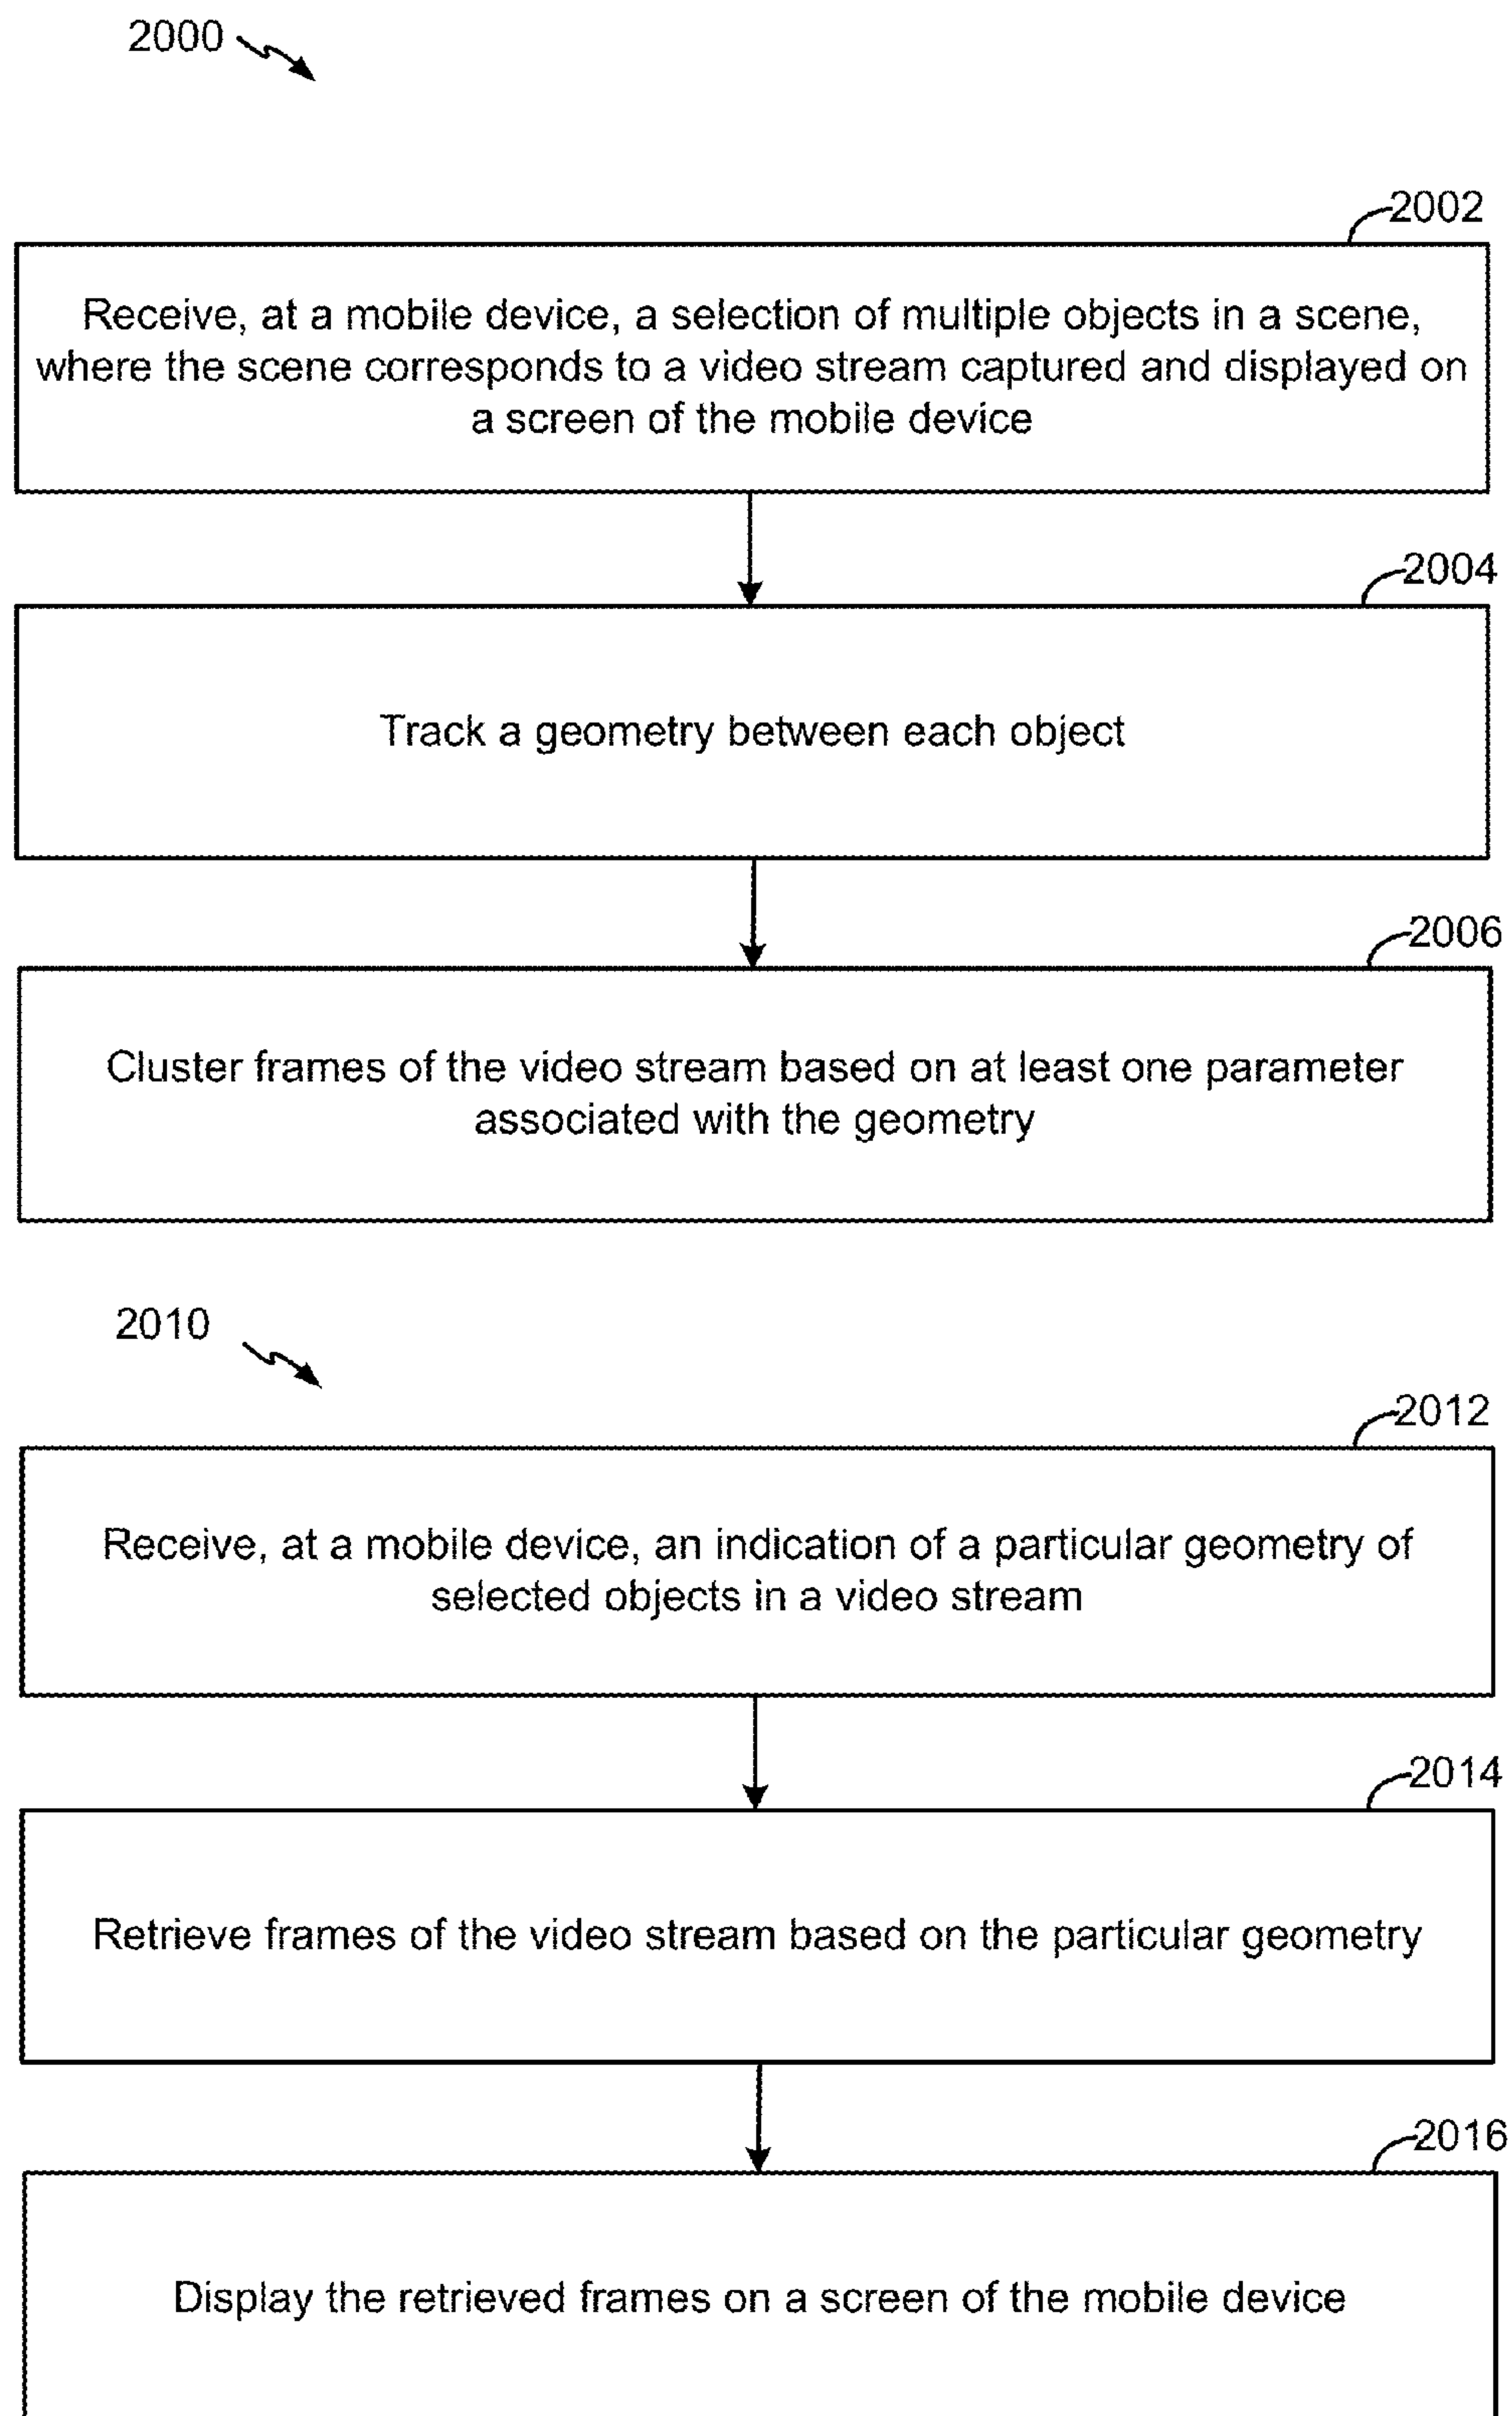 2000
2002
Receive, at a mobile device, a selection of multiple objects in a scene,
where the scene corresponds to a video stream captured and displayed on
a screen of the mobile device
2004
Track a geometry between each object
2006
Cluster frames of the video stream based on at least one parameter
associated with the geometry
2010
2012
Receive, at a mobile device, an indication of a particular geometry of
selected objects in a video stream
2014
Retrieve frames of the video stream based on the particular geometry
2016
Display the retrieved frames on a screen of the mobile device